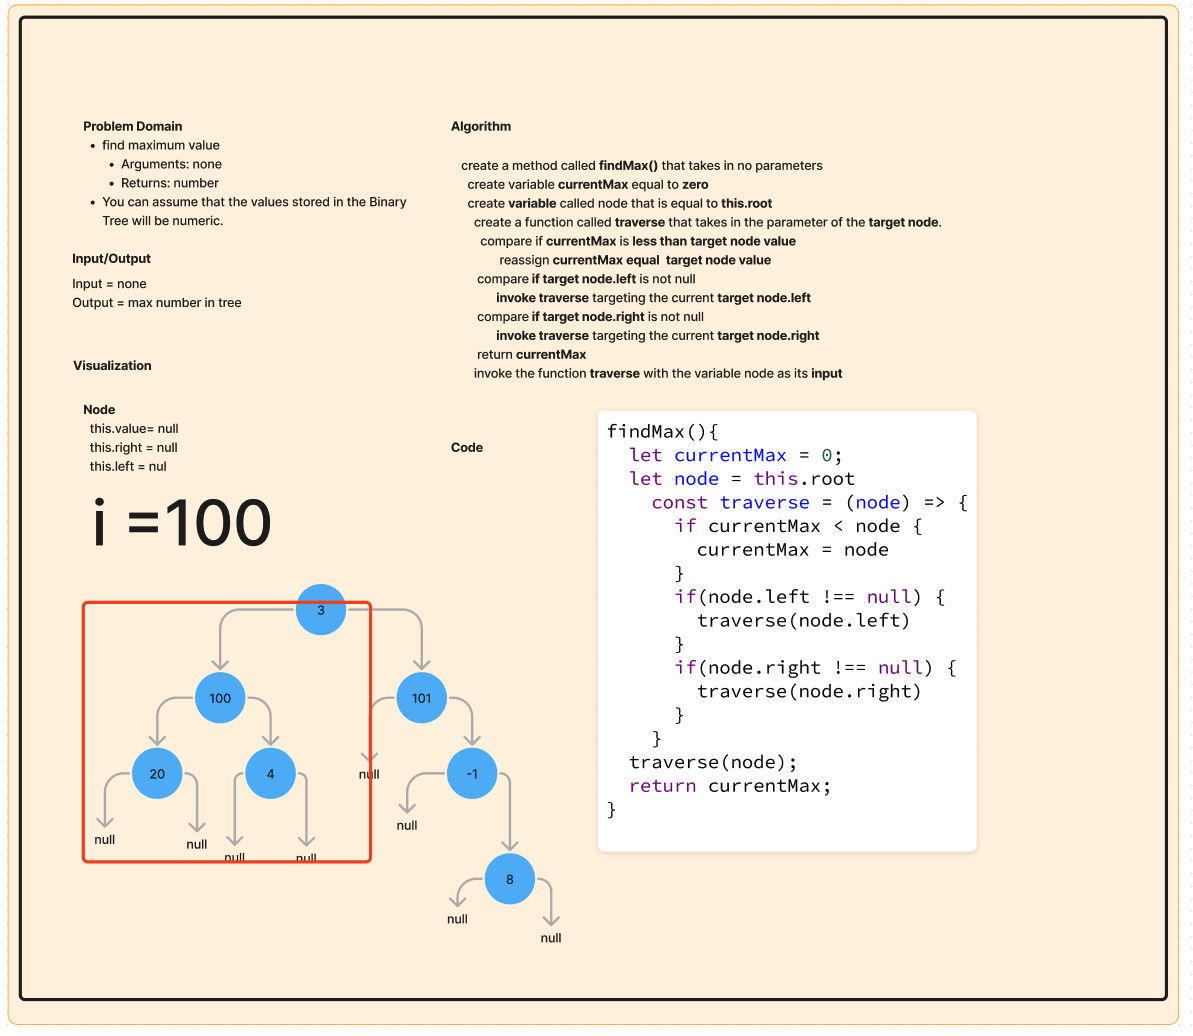 Problem Domain
• find maximum value
• Arguments: none
• Returns: number
• You can assume that the values stored in the Binary
Tree will be numeric.
Input/Output
Input = none
Output = max number in tree
Visualization
Node
this.value= null
this.right = null
this.left = nul
i =100
3
100
101
20
4
null
-1
null
null
null
null
null
8
null
null
Algorithm
create a method called findMax() that takes in no parameters
create variable currentMax equal to zero
create variable called node that is equal to this.root
create a function called traverse that takes in the parameter of the target node.
compare if currentMax is less than target node value
reassign currentMax equal  target node value
compare if target node.left is not null
invoke traverse targeting the current target node.left
compare if target node.right is not null
invoke traverse targeting the current target node.right
return currentMax
invoke the function traverse with the variable node as its input
Code
findMax(){
let currentMax = 0;
let node = this.root
const traverse = (node) => {
if currentMax < node {
currentMax = node
}
if(node.left !== null) {
traverse(node.left)
}
if(node.right !== null) {
traverse(node.right)
}
}
traverse(node);
return currentMax;
}